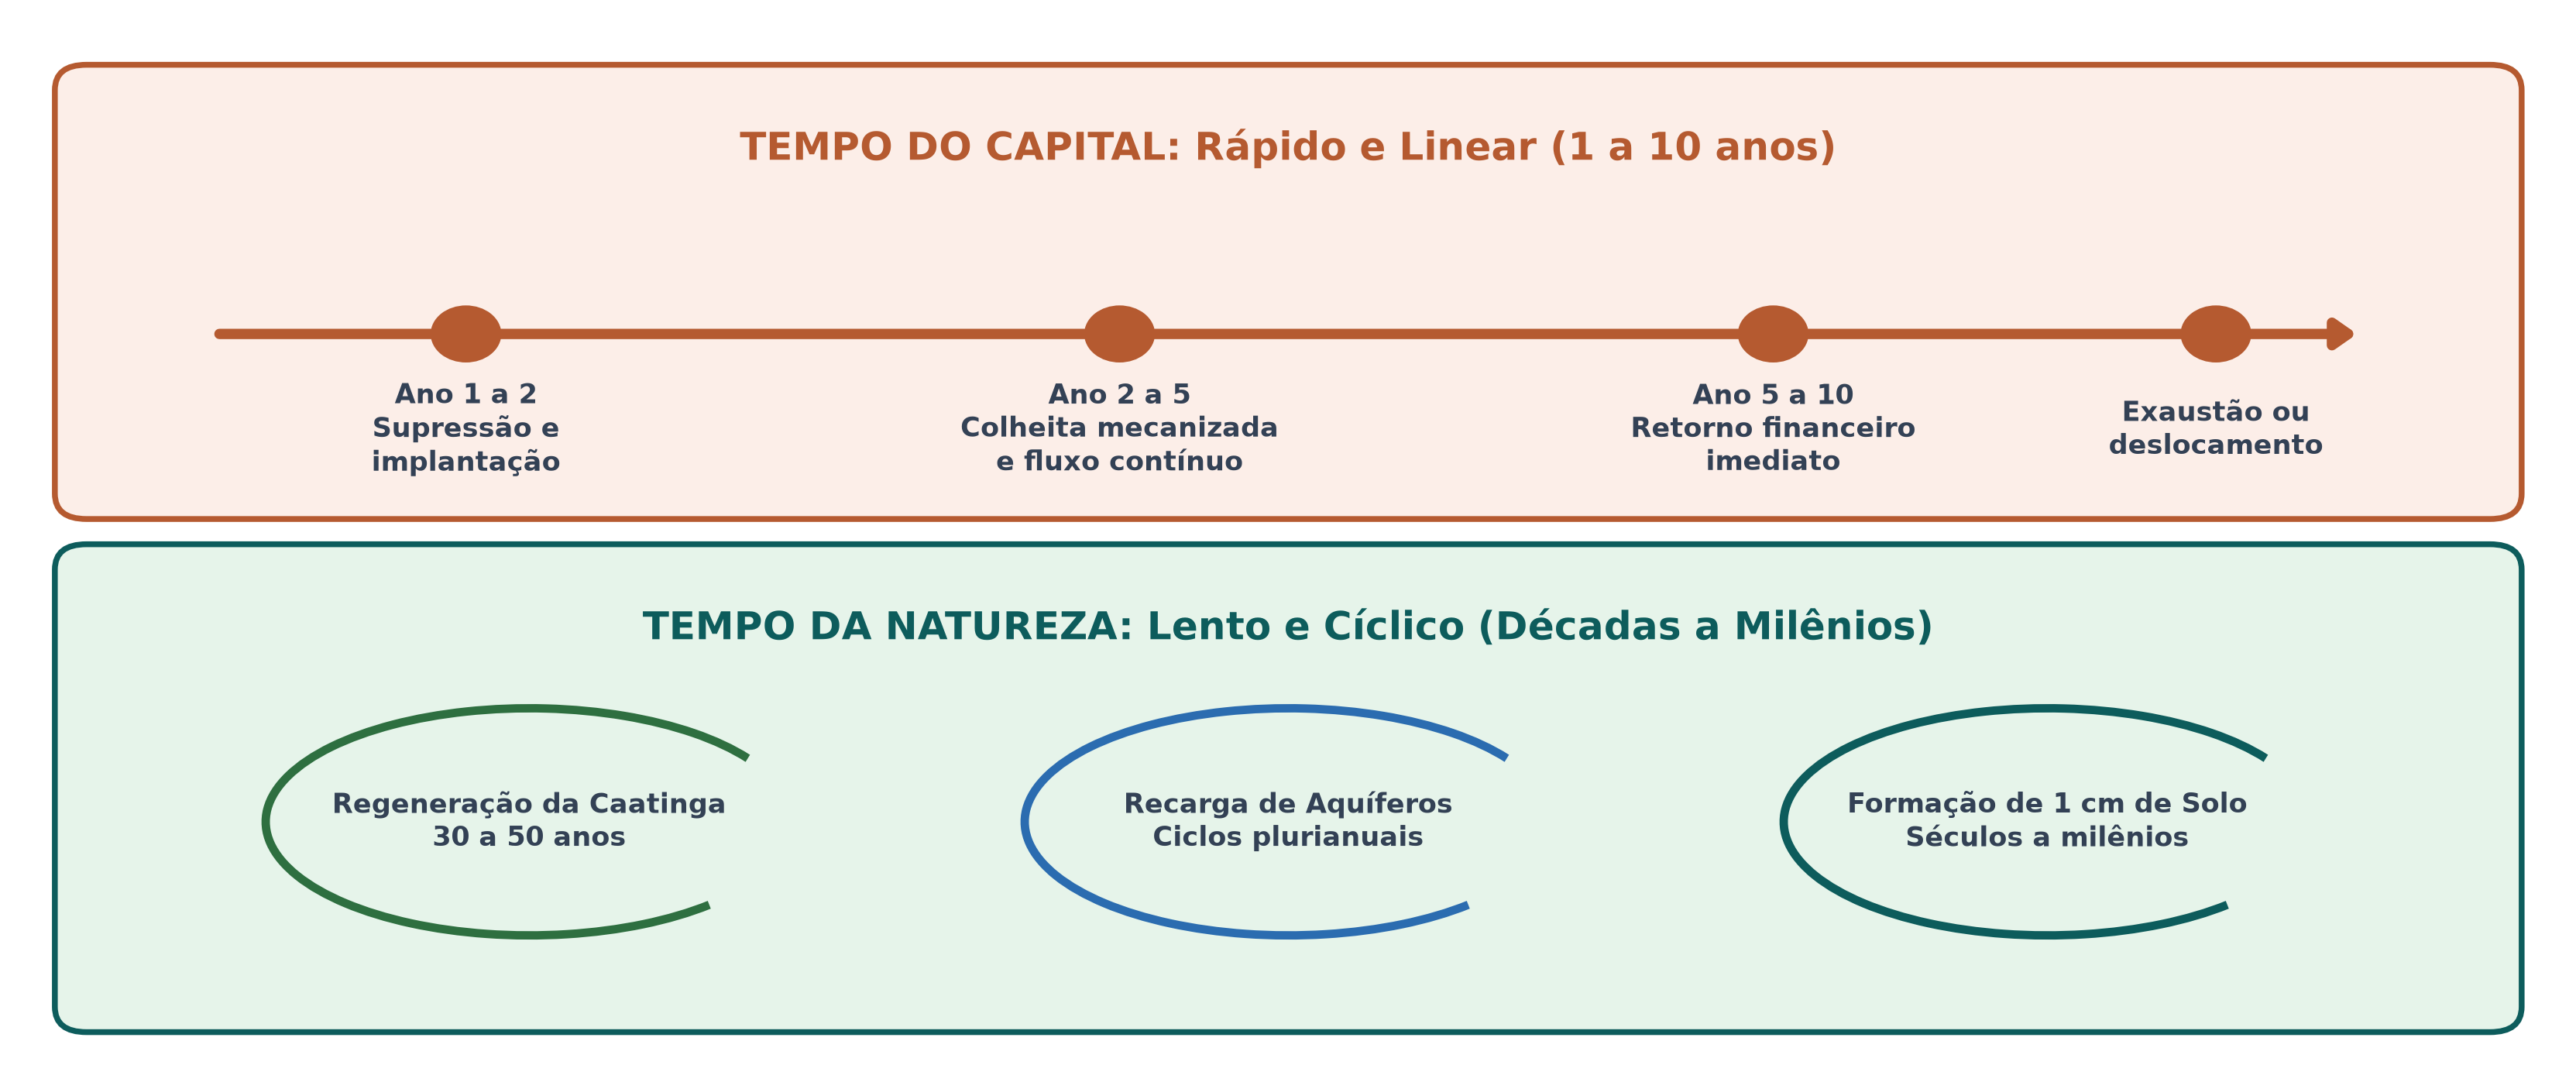 TEMPO DO CAPITAL: Rápido e Linear (1 a 10 anos)
Ano 1 a 2
Supressão e
implantação
Ano 2 a 5
Colheita mecanizada
e fluxo contínuo
Ano 5 a 10
Retorno financeiro
imediato
Exaustão ou
deslocamento
TEMPO DA NATUREZA: Lento e Cíclico (Décadas a Milênios)
Regeneração da Caatinga
30 a 50 anos
Recarga de Aquíferos
Ciclos plurianuais
Formação de 1 cm de Solo
Séculos a milênios